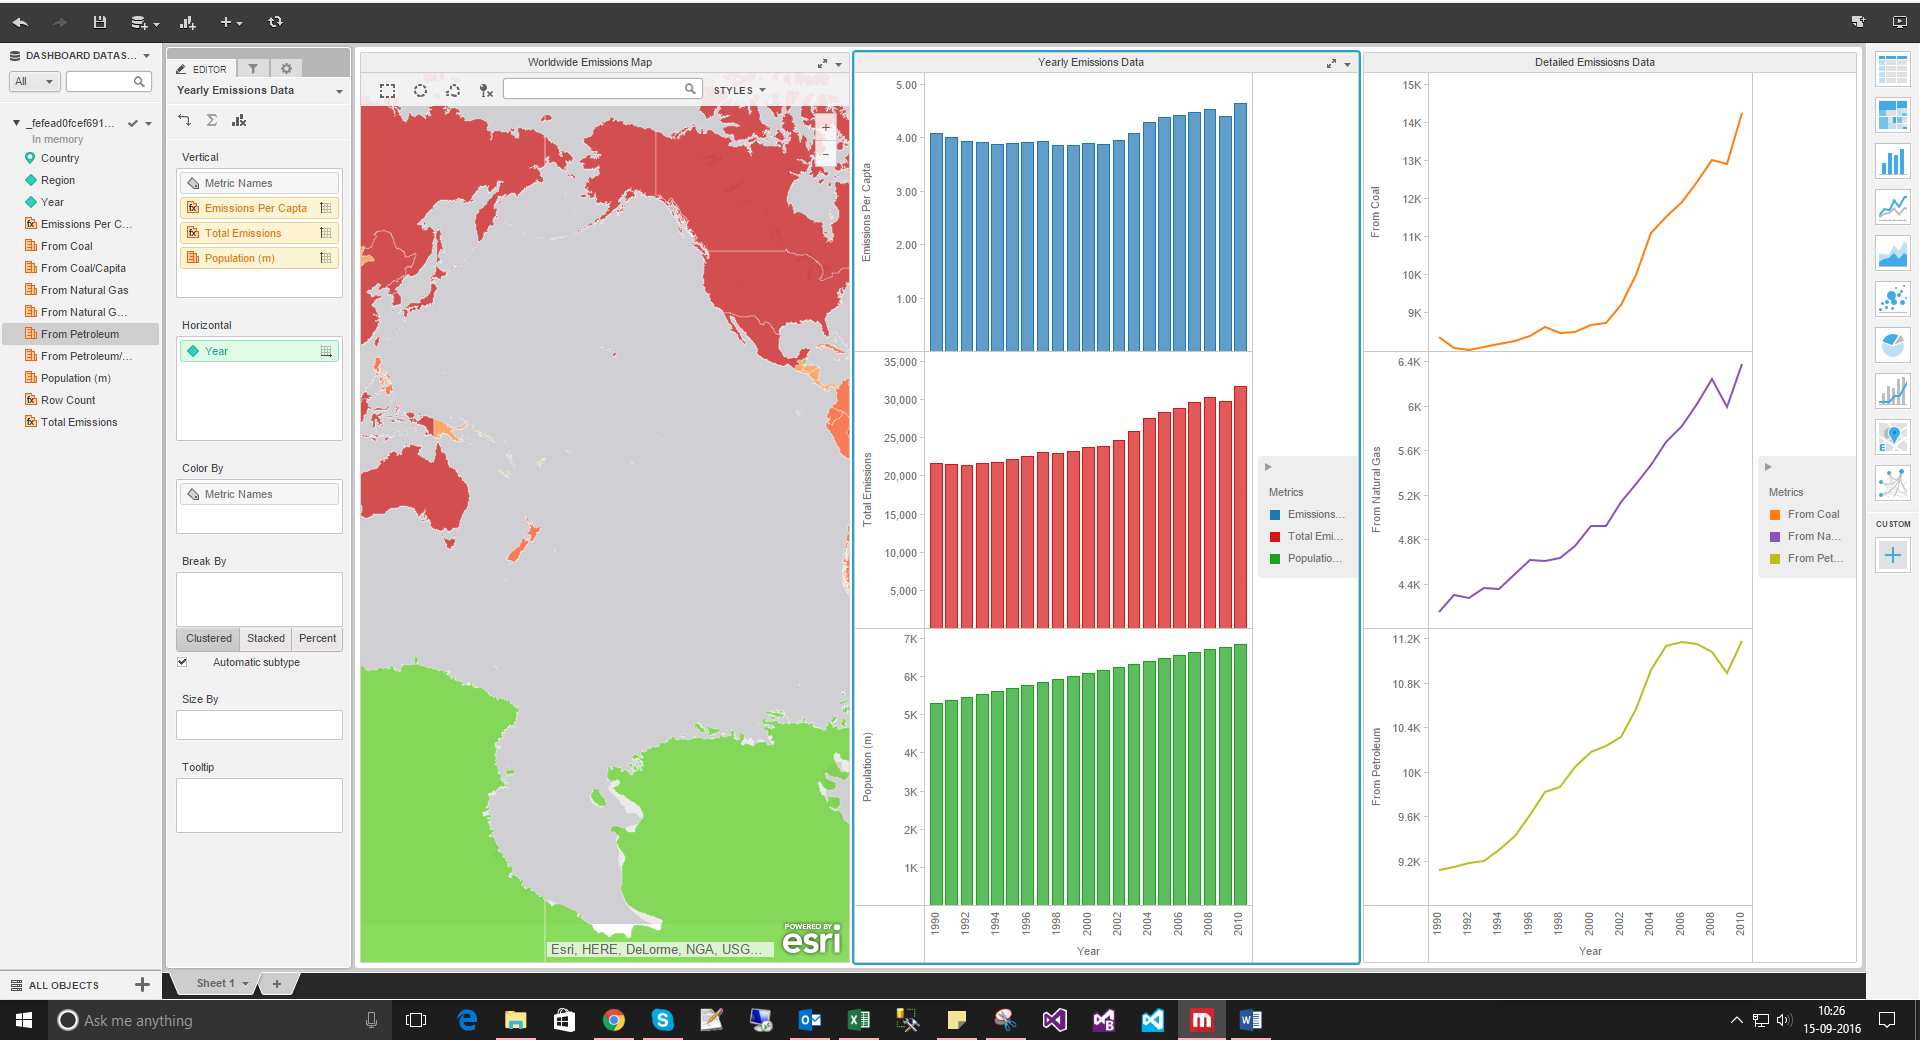 DASHBOARD DATAS...
All
_fefead0fcef691...
In memory
Country
Region
Year
Emissions Per C...
From Coal
From Coal/Capita
From Natural Gas
From Natural G...
From Petroleum
From Petroleum/...
Population (m)
Row Count
Total Emissions
ALL OBJECTS
EDITOR
Yearly Emissions Data
Vertical
Metric Names
Emissions Per Capta
Total Emissions
Population (m)
Horizontal
Year
Color By
Metric Names
Break By
Clustered Stacked Percent
Automatic subtype
Size By
Tooltip
Worldwide Emissions Map
STYLES
+
−
POWERED BY
esri
Esri, HERE, DeLorme, NGA, USG...
Yearly Emissions Data
Emissions Per Capta
5.00
4.00
3.00
2.00
1.00
Total Emissions
35,000
30,000
25,000
20,000
15,000
10,000
5,000
Population (m)
7K
6K
5K
4K
3K
2K
1K
1990 1992 1994 1996 1998 2000 2002 2004 2006 2008 2010
Year
Metrics
Emissions...
Total Emi...
Populatio...
Detailed Emissiosns Data
From Coal
15K
14K
13K
12K
11K
10K
9K
From Natural Gas
6.4K
6K
5.6K
5.2K
4.8K
4.4K
From Petroleum
11.2K
10.8K
10.4K
10K
9.6K
9.2K
1990 1992 1994 1996 1998 2000 2002 2004 2006 2008 2010
Year
Metrics
From Coal
From Na...
From Pet...
CUSTOM
Sheet 1
Ask me anything
10:26
15-09-2016